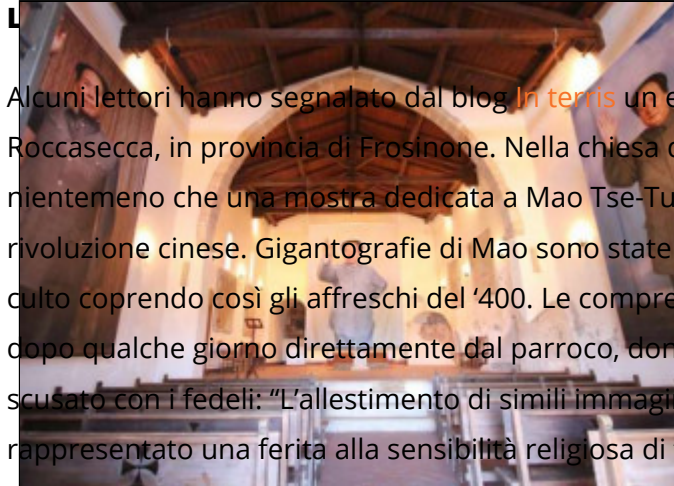 L
Alcuni lettori hanno segnalato dal blog In terris un e
Roccasecca, in provincia di Frosinone. Nella chiesa d
nientemeno che una mostra dedicata a Mao Tse-Tu
rivoluzione cinese. Gigantografie di Mao sono state
culto coprendo così gli affreschi del ‘400. Le compre
dopo qualche giorno direttamente dal parroco, don
scusato con i fedeli: “L’allestimento di simili immagi
rappresentato una ferita alla sensibilità religiosa di